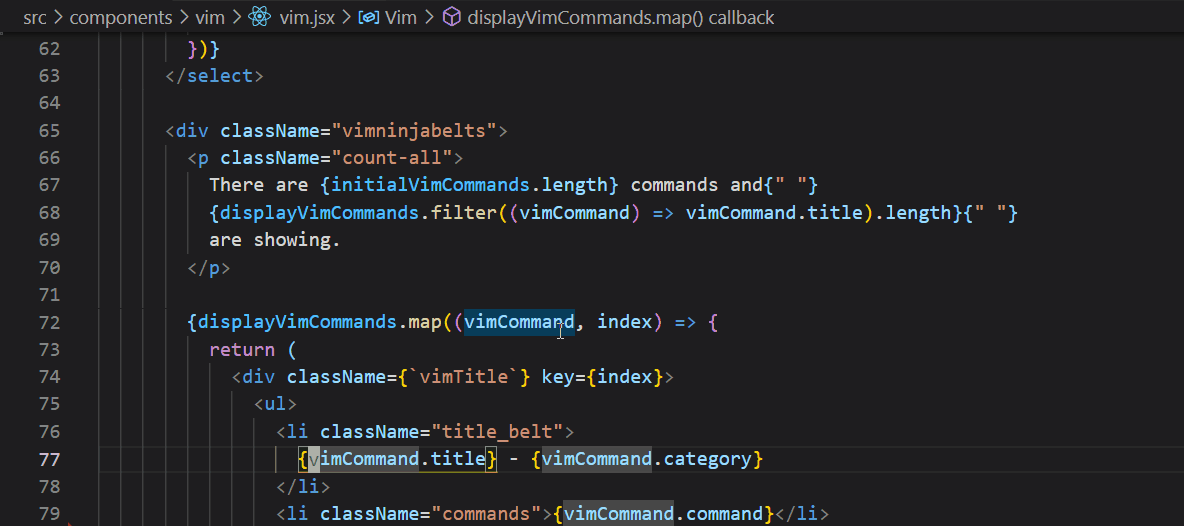 src > components > vim > vim.jsx > Vim > displayVimCommands.map() callback
62 })}
63 </select>
64
65 <div className="vimninjabelts">
66 <p className="count-all">
67 There are {initialVimCommands.length} commands and{" "}
68 {displayVimCommands.filter((vimCommand) => vimCommand.title).length}{" "}
69 are showing.
70 </p>
71
72 {displayVimCommands.map((vimCommand, index) => {
73 return (
74 <div className={`vimTitle`} key={index}>
75 <ul>
76 <li className="title_belt">
77 {vimCommand.title} - {vimCommand.category}
78 </li>
79 <li className="commands">{vimCommand.command}</li>